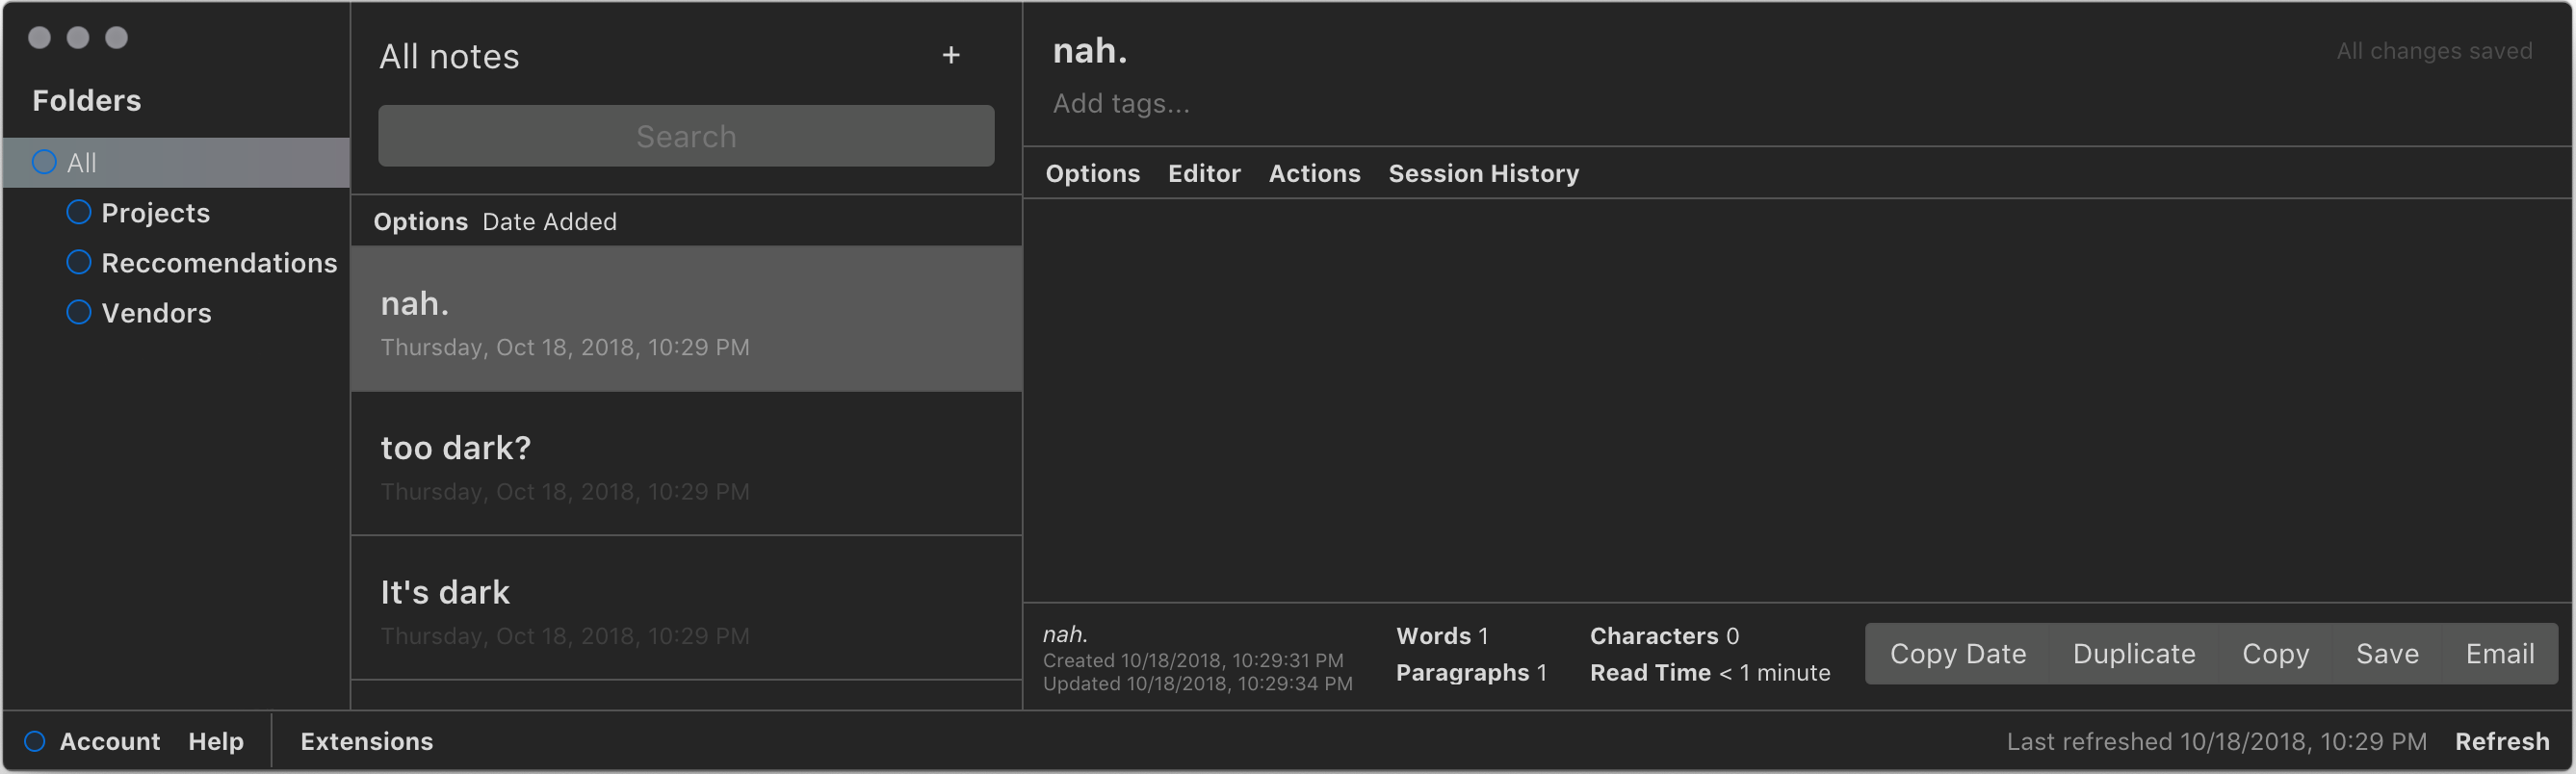 Folders
All
Projects
Reccomendations
Vendors
All notes +
Search
Options Date Added
nah.
Thursday, Oct 18, 2018, 10:29 PM
too dark?
Thursday, Oct 18, 2018, 10:29 PM
It's dark
Thursday, Oct 18, 2018, 10:29 PM
nah.
All changes saved
Add tags...
Options Editor Actions Session History
nah.
Created 10/18/2018, 10:29:31 PM
Updated 10/18/2018, 10:29:34 PM
Words 1
Paragraphs 1
Characters 0
Read Time < 1 minute
Copy Date Duplicate Copy Save Email
Account Help Extensions
Last refreshed 10/18/2018, 10:29 PM Refresh